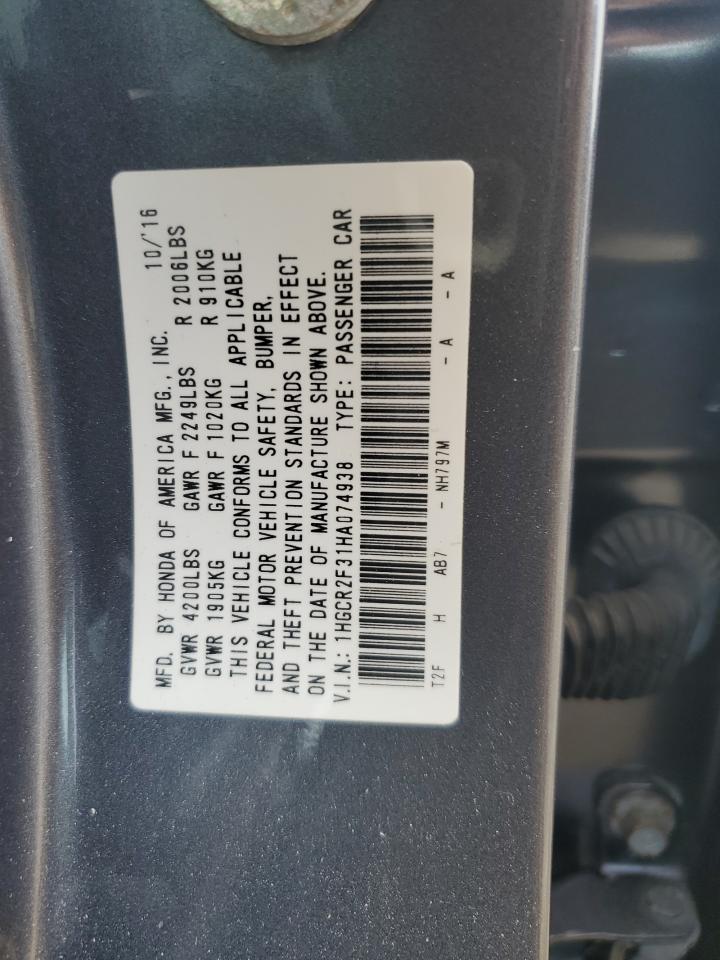 MFD. BY HONDA OF AMERICA MFG., INC. 10/'16
GVWR 4200LBS GAWR F 2249LBS R 2006LBS
GVWR 1905KG GAWR F 1020KG R 910KG
THIS VEHICLE CONFORMS TO ALL APPLICABLE
FEDERAL MOTOR VEHICLE SAFETY, BUMPER,
AND THEFT PREVENTION STANDARDS IN EFFECT
ON THE DATE OF MANUFACTURE SHOWN ABOVE.
V.I.N.: 1HGCR2F31HA074938 TYPE: PASSENGER CAR
T2F H AB7 - NH797M - A - A